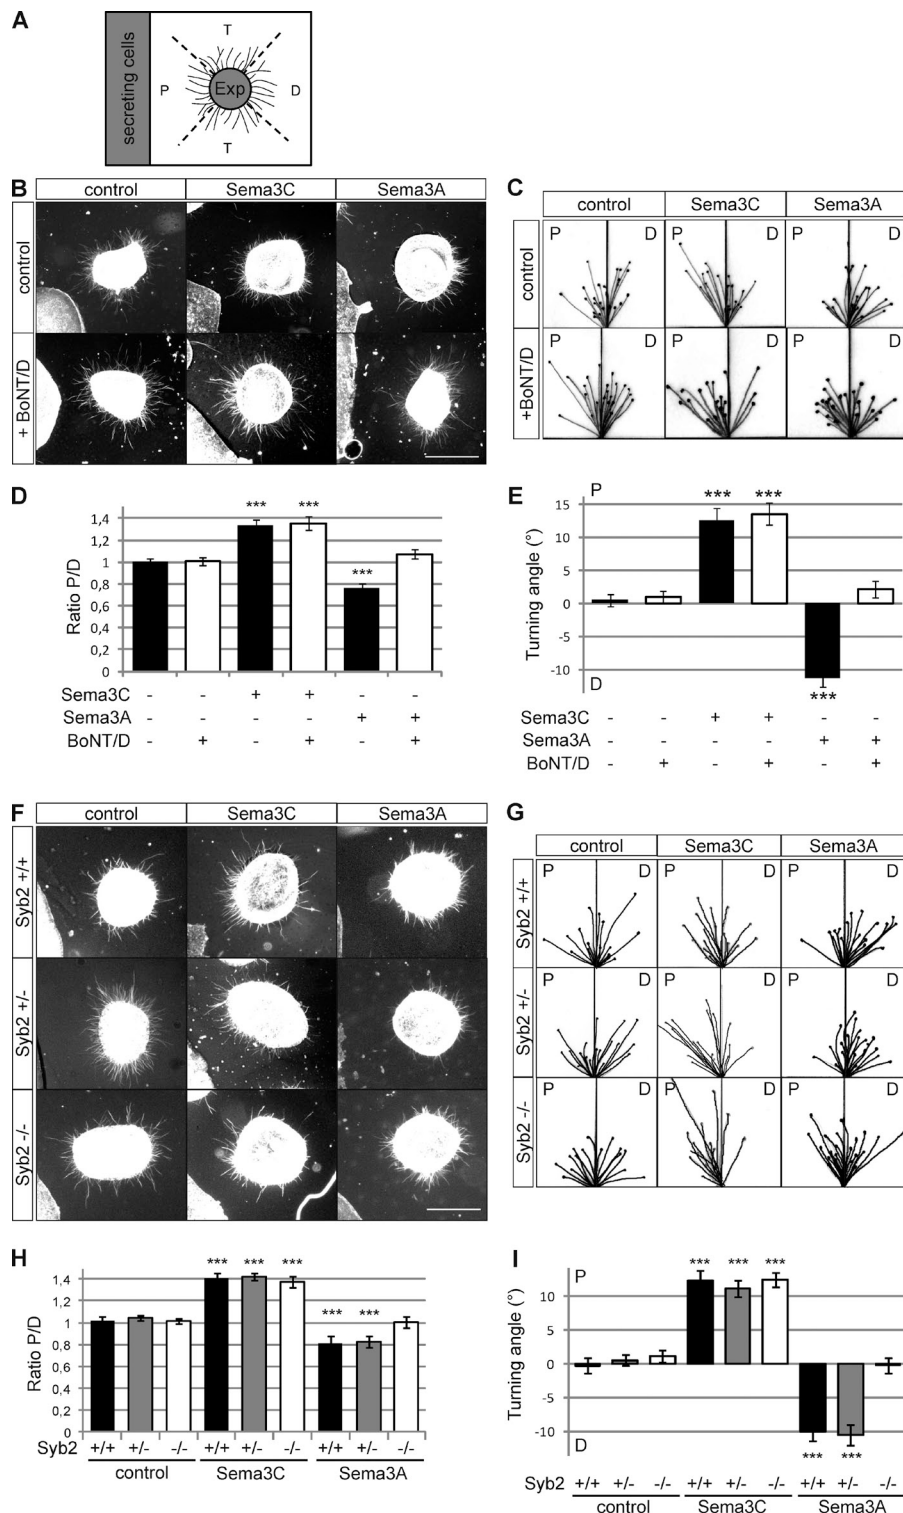 A
secreting cells
T
P
Exp
D
T
B
control
Sema3C
Sema3A
control
+ BoNT/D
C
control
Sema3C
Sema3A
control
P D P D P D
+BoNT/D
P D P D P D
D
Ratio P/D
1,4
1,2
1
0,8
0,6
0,4
0,2
0
*** *** ***
Sema3C - - + + - -
Sema3A - - - - + +
BoNT/D - + - + - +
E
Turning angle (°)
P
15
10
5
0
-5
-10
D
*** *** ***
Sema3C - - + + - -
Sema3A - - - - + +
BoNT/D - + - + - +
F
control
Sema3C
Sema3A
Syb2 +/+
Syb2 +/-
Syb2 -/-
G
control
Sema3C
Sema3A
Syb2 +/+
P D P D P D
Syb2 +/-
P D P D P D
Syb2 -/-
P D P D P D
H
Ratio P/D
1,4
1,2
1
0,8
0,6
0,4
0,2
0
*** *** *** *** ***
Syb2 +/+ +/- -/- +/+ +/- -/- +/+ +/- -/-
control Sema3C Sema3A
I
Turning angle (°)
P
10
5
0
-5
-10
D
*** *** *** *** ***
Syb2 +/+ +/- -/- +/+ +/- -/- +/+ +/- -/-
control Sema3C Sema3A